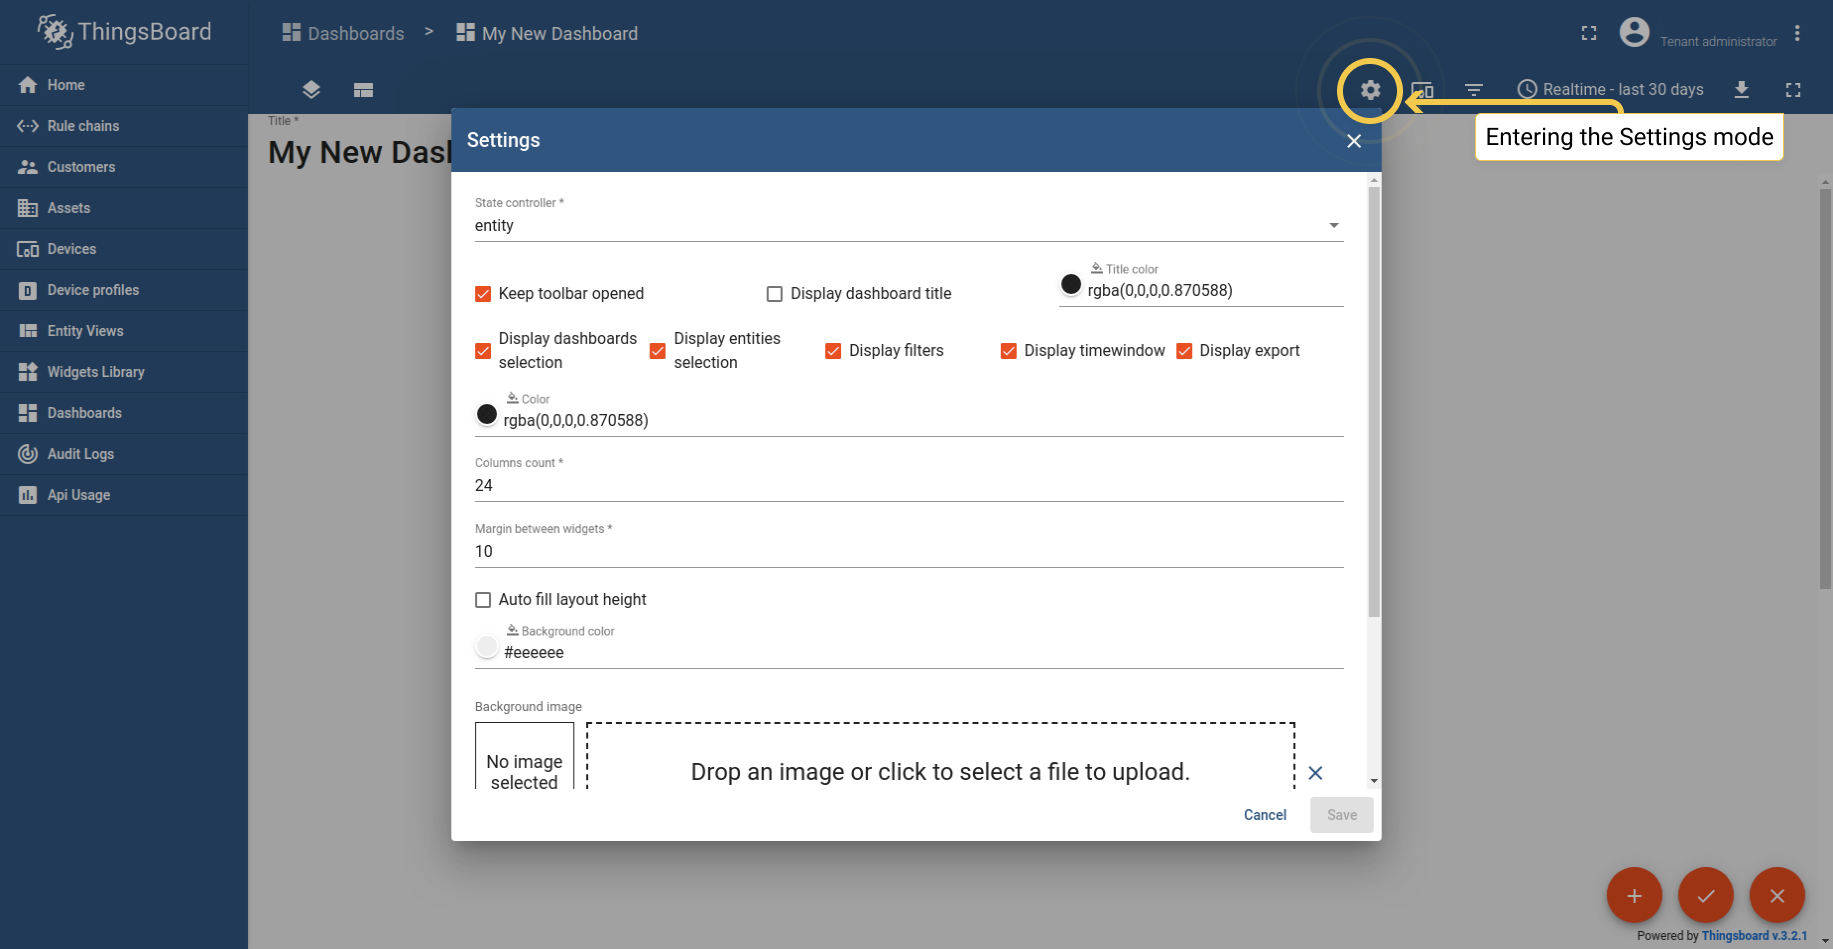 ThingsBoard
Dashboards > My New Dashboard
Tenant administrator
Home
Rule chains
Customers
Assets
Devices
Device profiles
Entity Views
Widgets Library
Dashboards
Audit Logs
Api Usage
Realtime - last 30 days
Entering the Settings mode
Title *
My New Dasl
Settings
State controller *
entity
Keep toolbar opened
Display dashboard title
Title color
rgba(0,0,0,0.870588)
Display dashboards
selection
Display entities
selection
Display filters
Display timewindow
Display export
Color
rgba(0,0,0,0.870588)
Columns count *
24
Margin between widgets *
10
Auto fill layout height
Background color
#eeeeee
Background image
No image
selected
Drop an image or click to select a file to upload.
Cancel
Save
Powered by Thingsboard v.3.2.1